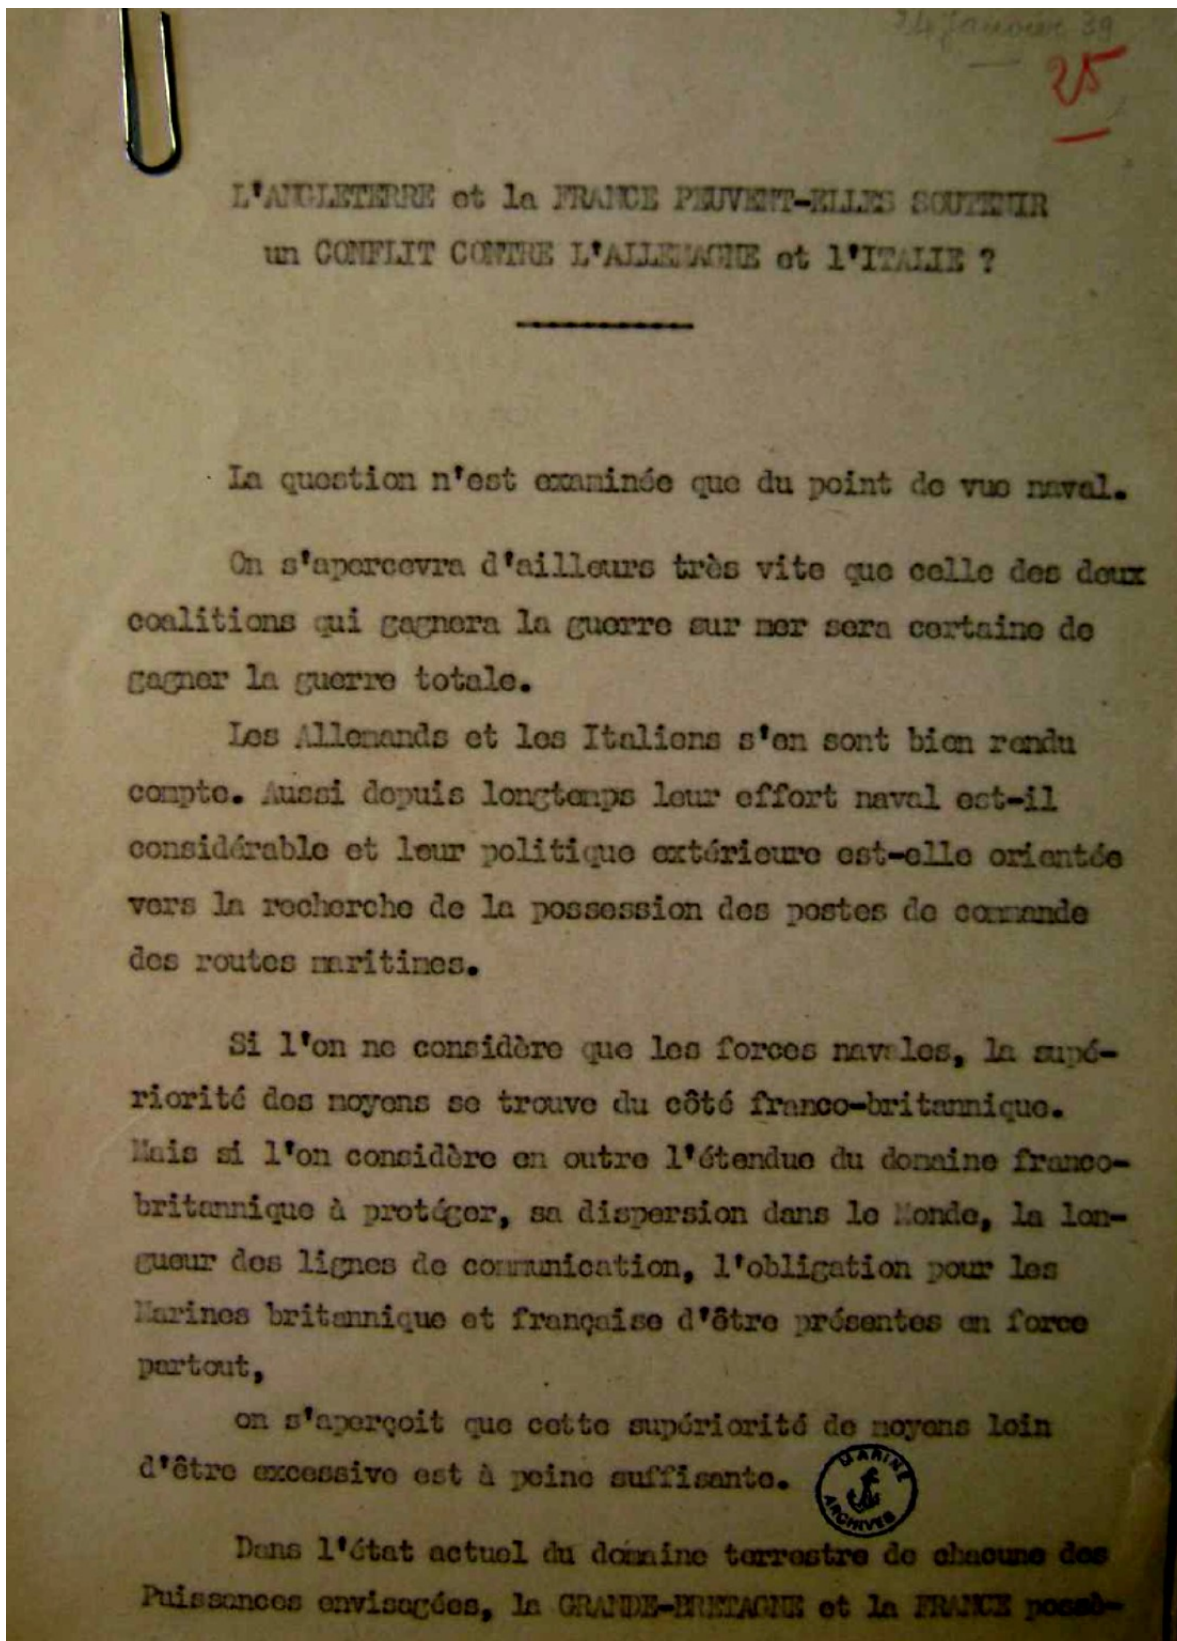 24 janvier 39
25
L'ANGLETERRE et la FRANCE PEUVENT-ELLES SOUTENIR
un CONFLIT CONTRE L'ALLEMAGNE et l'ITALIE ?
La question n'est examinée que du point de vue naval.
On s'apercevra d'ailleurs très vite que celle des deux
coalitions qui gagnera la guerre sur mer sera certaine de
gagner la guerre totale.
Les Allemands et les Italiens s'en sont bien rendu
compte. Aussi depuis longtemps leur effort naval est-il
considérable et leur politique extérieure est-elle orientée
vers la recherche de la possession des postes de commande
des routes maritimes.
Si l'on ne considère que les forces navales, la supé-
riorité des moyens se trouve du côté franco-britannique.
Mais si l'on considère en outre l'étendue du domaine franco-
britannique à protéger, sa dispersion dans le Monde, la lon-
gueur des lignes de communication, l'obligation pour les
Marines britannique et française d'être présentes en force
partout,
on s'aperçoit que cette supériorité de moyens loin
d'être excessive est à peine suffisante.
MARINE
ARCHIVES
Dans l'état actuel du domaine terrestre de chacune des
Puissances envisagées, la GRANDE-BRETAGNE et la FRANCE possè-